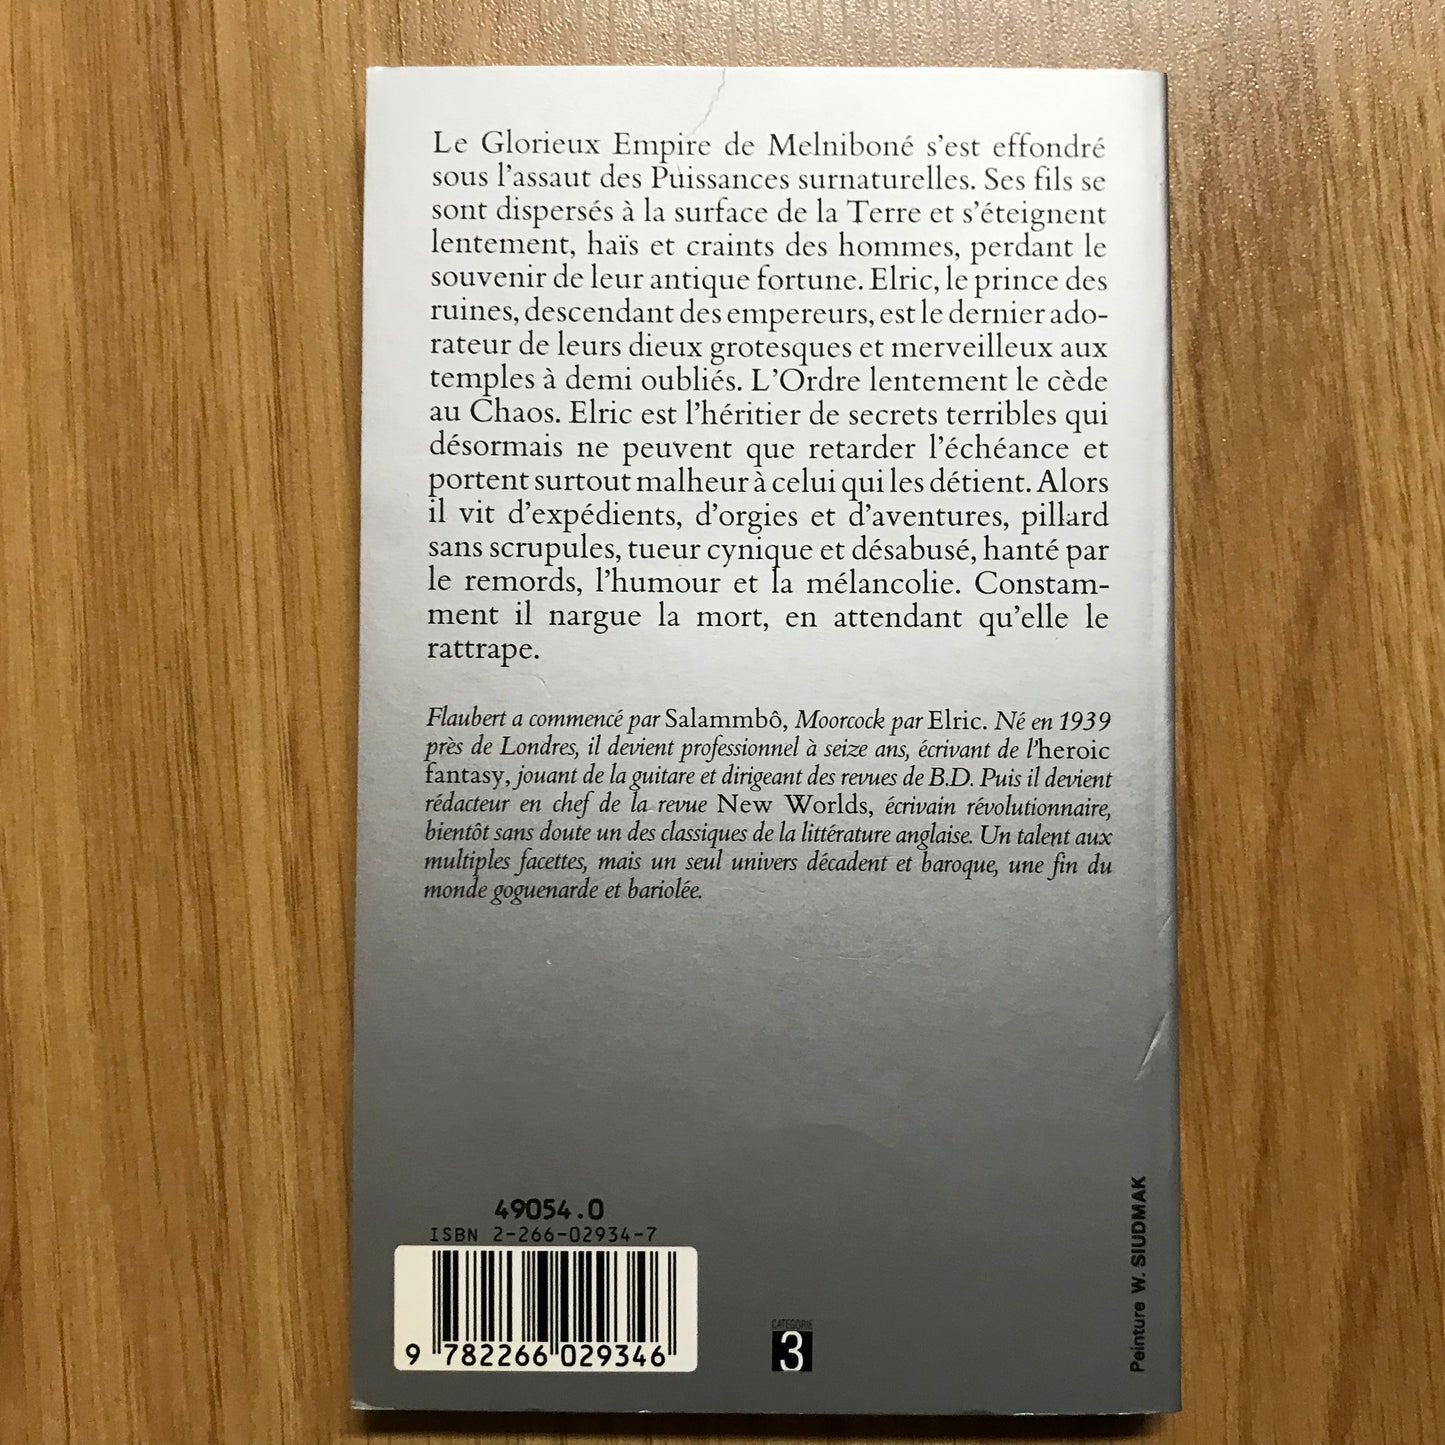 Le Glorieux Empire de Melniboné s'est effondré
sous l'assaut des Puissances surnaturelles. Ses fils se
sont dispersés à la surface de la Terre et s'éteignent
lentement, haïs et craints des hommes, perdant le
souvenir de leur antique fortune. Elric, le prince des
ruines, descendant des empereurs, est le dernier ado-
rateur de leurs dieux grotesques et merveilleux aux
temples à demi oubliés. L'Ordre lentement le cède
au Chaos. Elric est l'héritier de secrets terribles qui
désormais ne peuvent que retarder l'échéance et
portent surtout malheur à celui qui les détient. Alors
il vit d'expédients, d'orgies et d'aventures, pillard
sans scrupules, tueur cynique et désabusé, hanté par
le remords, l'humour et la mélancolie. Constam-
ment il nargue la mort, en attendant qu'elle le
rattrape.
Flaubert a commencé par Salammbô, Moorcock par Elric. Né en 1939
près de Londres, il devient professionnel à seize ans, écrivant de l'heroic
fantasy, jouant de la guitare et dirigeant des revues de B.D. Puis il devient
rédacteur en chef de la revue New Worlds, écrivain révolutionnaire,
bientôt sans doute un des classiques de la littérature anglaise. Un talent aux
multiples facettes, mais un seul univers décadent et baroque, une fin du
monde goguenarde et bariolée.
49054.0
ISBN 2-266-02934-7
9 782266 029346
CATEGORIE
3
Peinture W. SIUDMAK